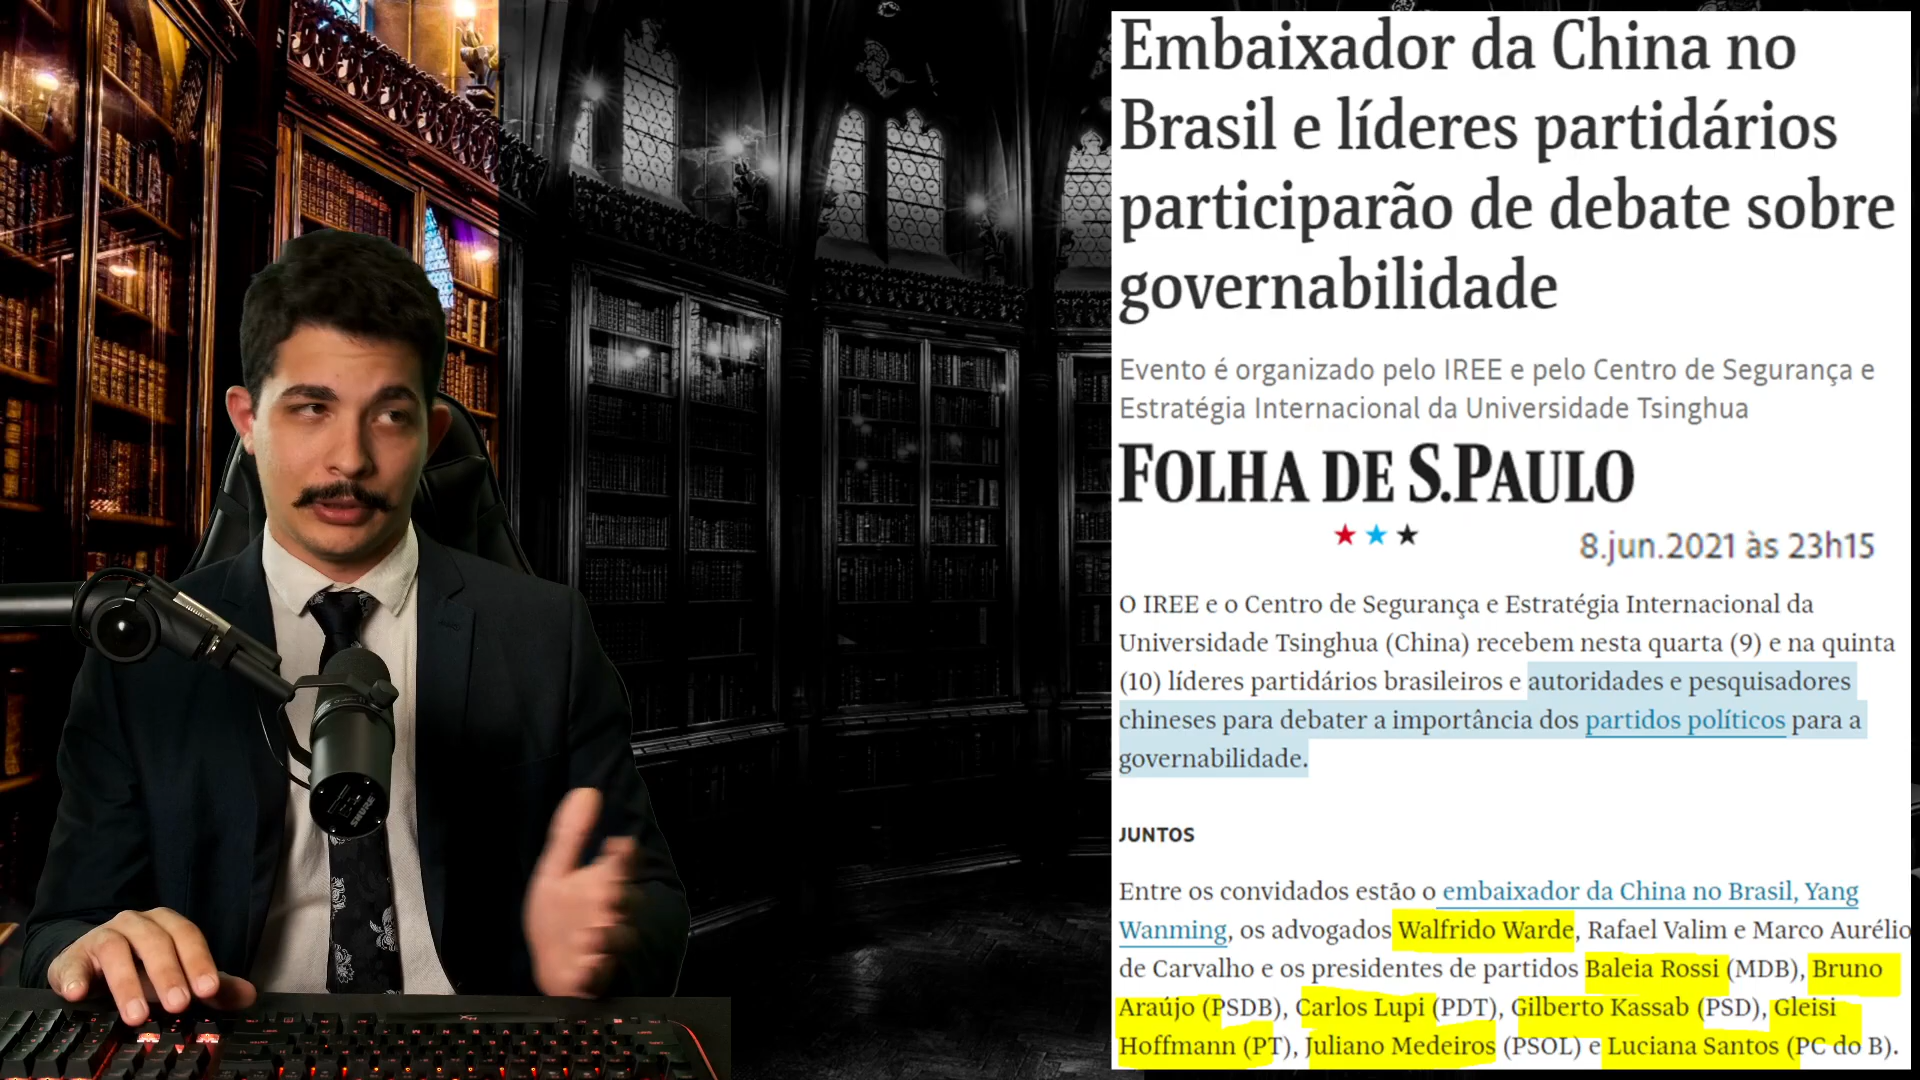 Embaixador da China no
Brasil e líderes partidários
participarão de debate sobre
governabilidade
Evento é organizado pelo IREE e pelo Centro de Segurança e
Estratégia Internacional da Universidade Tsinghua
FOLHA DE S.PAULO
8.jun.2021 às 23h15
O IREE e o Centro de Segurança e Estratégia Internacional da
Universidade Tsinghua (China) recebem nesta quarta (9) e na quinta
(10) líderes partidários brasileiros e autoridades e pesquisadores
chineses para debater a importância dos partidos políticos para a
governabilidade.
JUNTOS
Entre os convidados estão o embaixador da China no Brasil, Yang
Wanming, os advogados Walfrido Warde, Rafael Valim e Marco Aurélio
de Carvalho e os presidentes de partidos Baleia Rossi (MDB), Bruno
Araújo (PSDB), Carlos Lupi (PDT), Gilberto Kassab (PSD), Gleisi
Hoffmann (PT), Juliano Medeiros (PSOL) e Luciana Santos (PC do B).
SHURE